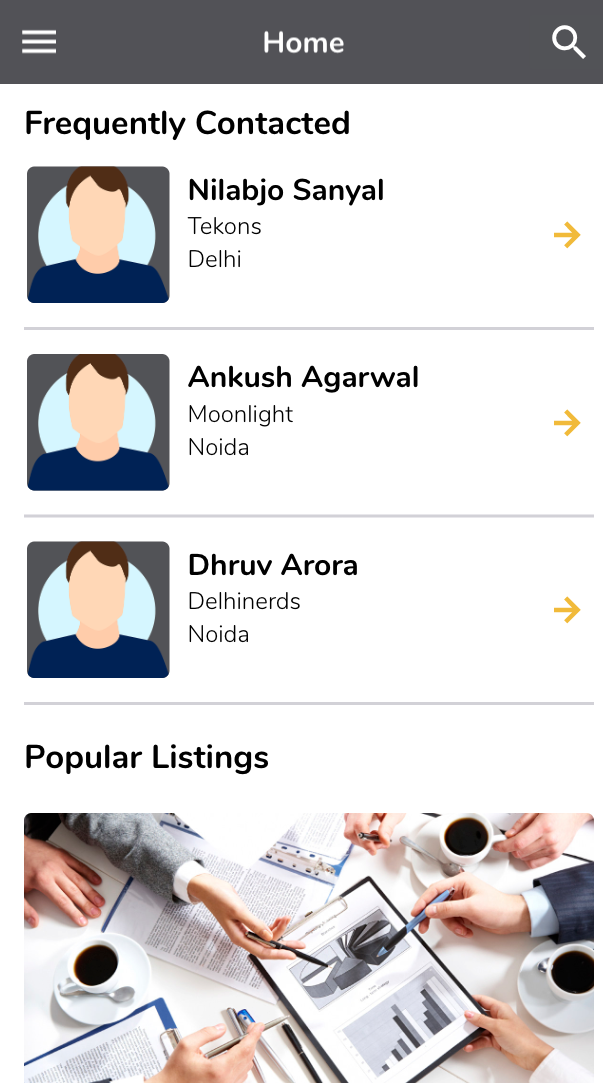 Home
Frequently Contacted
Nilabjo Sanyal
Tekons
Delhi
Ankush Agarwal
Moonlight
Noida
Dhruv Arora
Delhinerds
Noida
Popular Listings